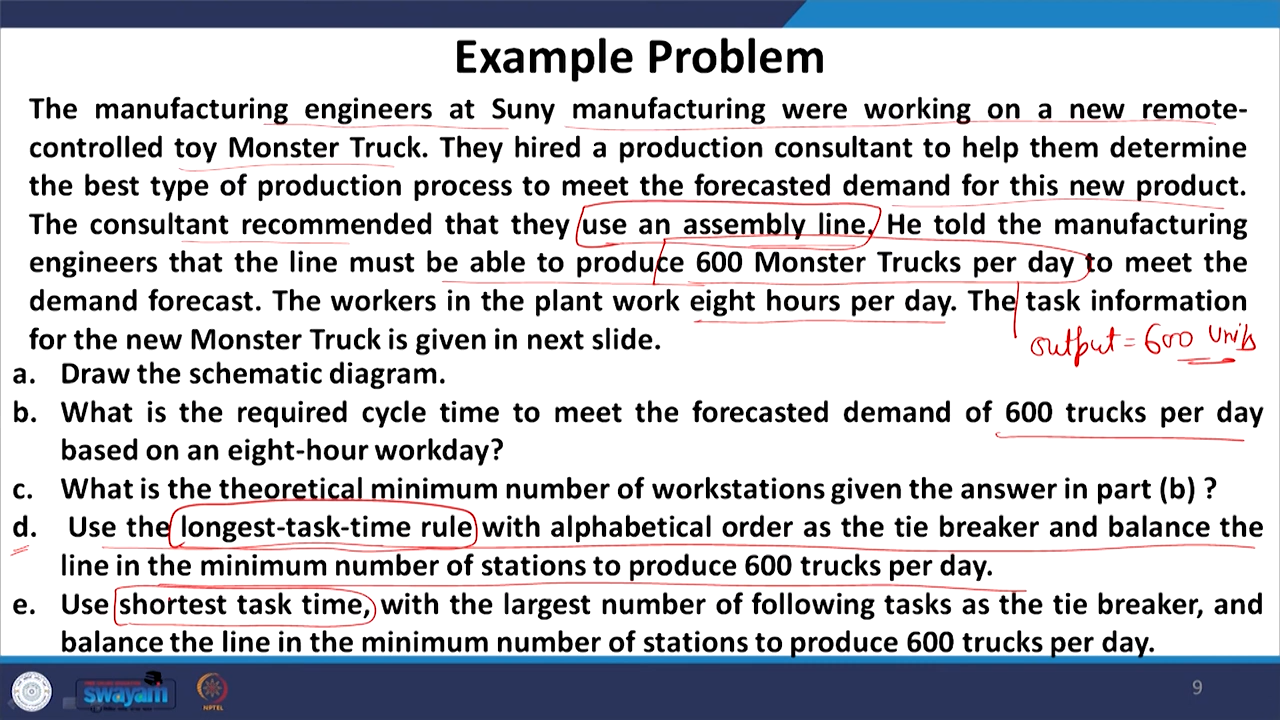 Example Problem
The manufacturing engineers at Suny manufacturing were working on a new remote-
controlled toy Monster Truck. They hired a production consultant to help them determine
the best type of production process to meet the forecasted demand for this new product.
The consultant recommended that they use an assembly line. He told the manufacturing
engineers that the line must be able to produce 600 Monster Trucks per day to meet the
demand forecast. The workers in the plant work eight hours per day. The task information
for the new Monster Truck is given in next slide.
output = 600 units
a. Draw the schematic diagram.
b. What is the required cycle time to meet the forecasted demand of 600 trucks per day
based on an eight-hour workday?
c. What is the theoretical minimum number of workstations given the answer in part (b) ?
d. Use the longest-task-time rule with alphabetical order as the tie breaker and balance the
line in the minimum number of stations to produce 600 trucks per day.
e. Use shortest task time, with the largest number of following tasks as the tie breaker, and
balance the line in the minimum number of stations to produce 600 trucks per day.
swayam
NPTEL
9